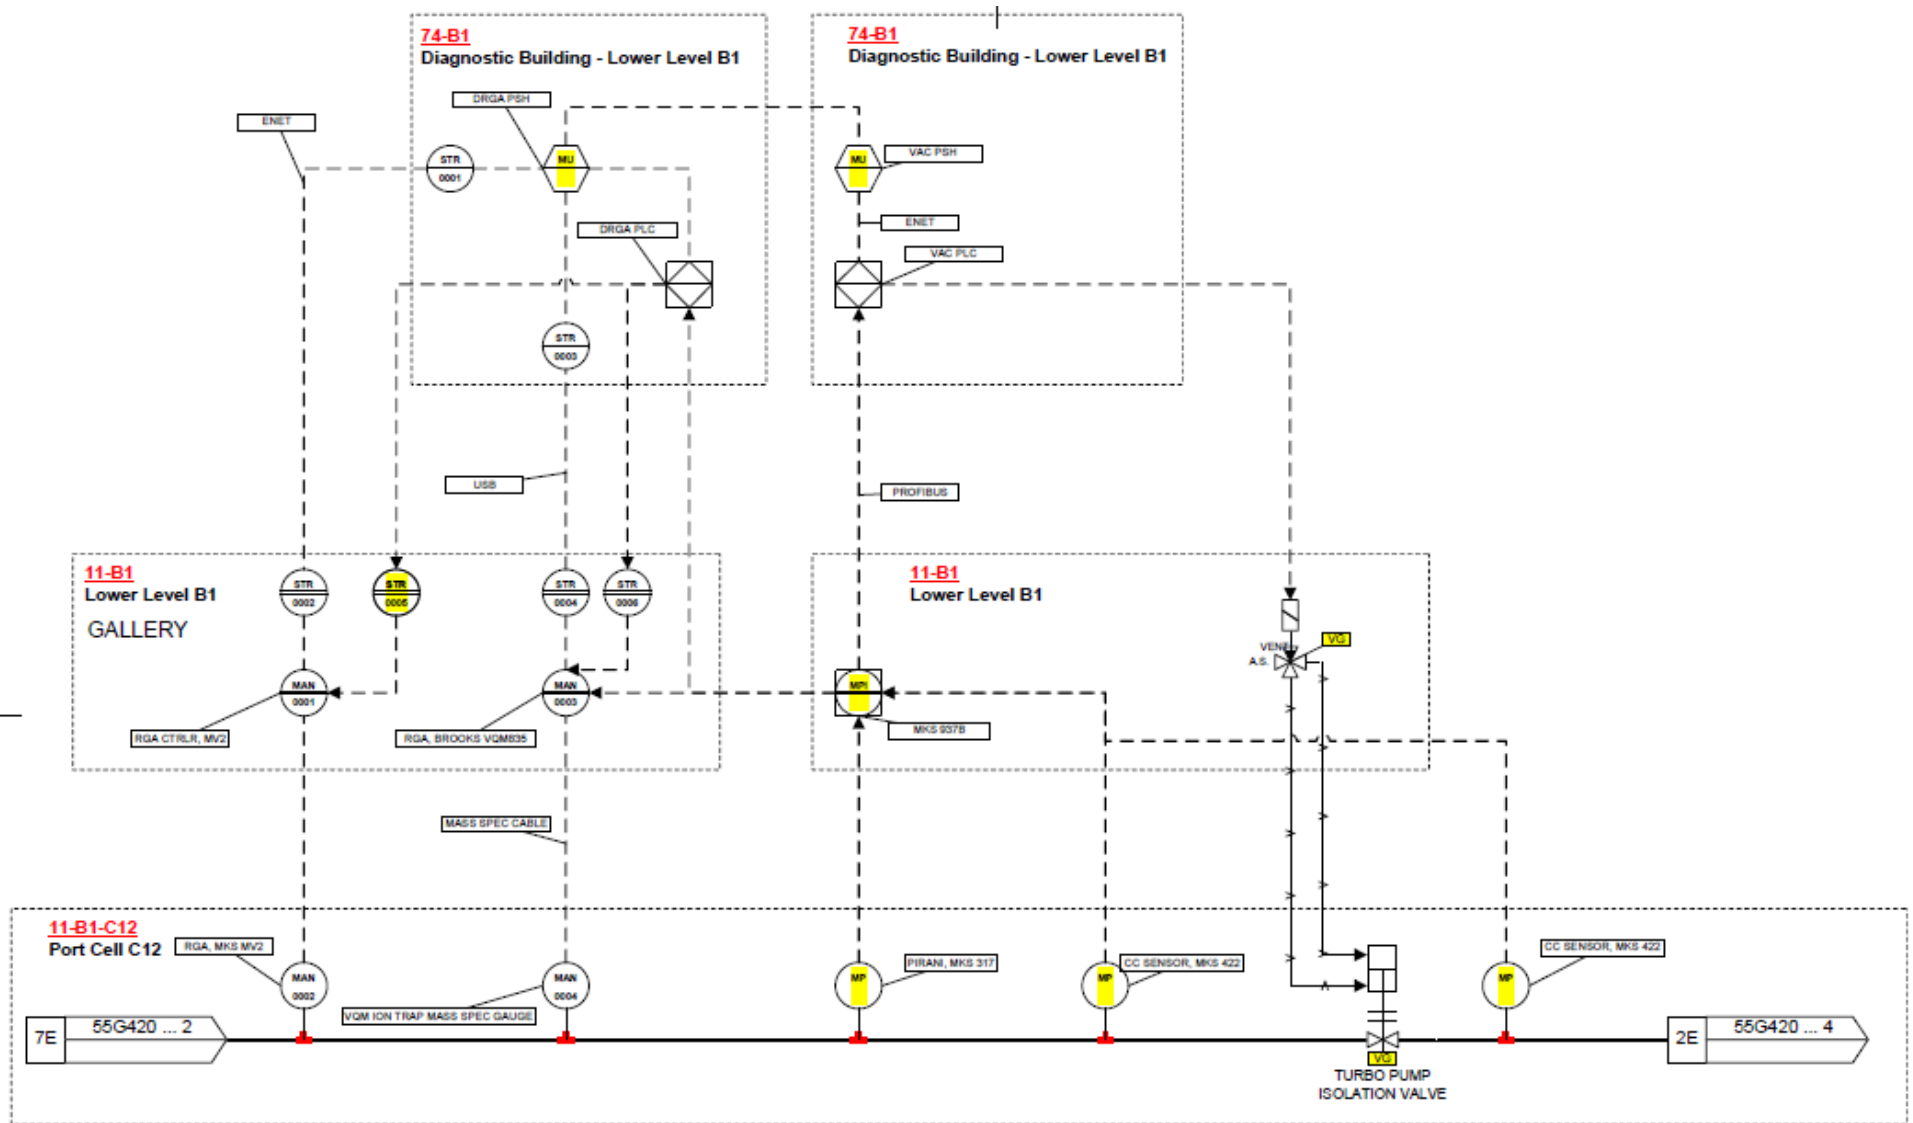 74-B1
Diagnostic Building - Lower Level B1
74-B1
Diagnostic Building - Lower Level B1
DRGA PSH
ENET
STR
0001
MU
MU
VAC PSH
ENET
DRGA PLC
VAC PLC
STR
0003
USB
PROFIBUS
11-B1
Lower Level B1
GALLERY
STR
0002
STR
0005
STR
0004
STR
0006
11-B1
Lower Level B1
VG
VENT
A.S.
MAN
0001
MAN
0003
MPI
RGA CTRLR, MV2
RGA, BROOKS VQM835
MKS 937B
MASS SPEC CABLE
11-B1-C12
Port Cell C12
RGA, MKS MV2
MAN
0002
MAN
0004
VQM ION TRAP MASS SPEC GAUGE
MP
PIRANI, MKS 317
MP
CC SENSOR, MKS 422
MP
CC SENSOR, MKS 422
7E
55G420 ... 2
2E
55G420 ... 4
VG
TURBO PUMP
ISOLATION VALVE